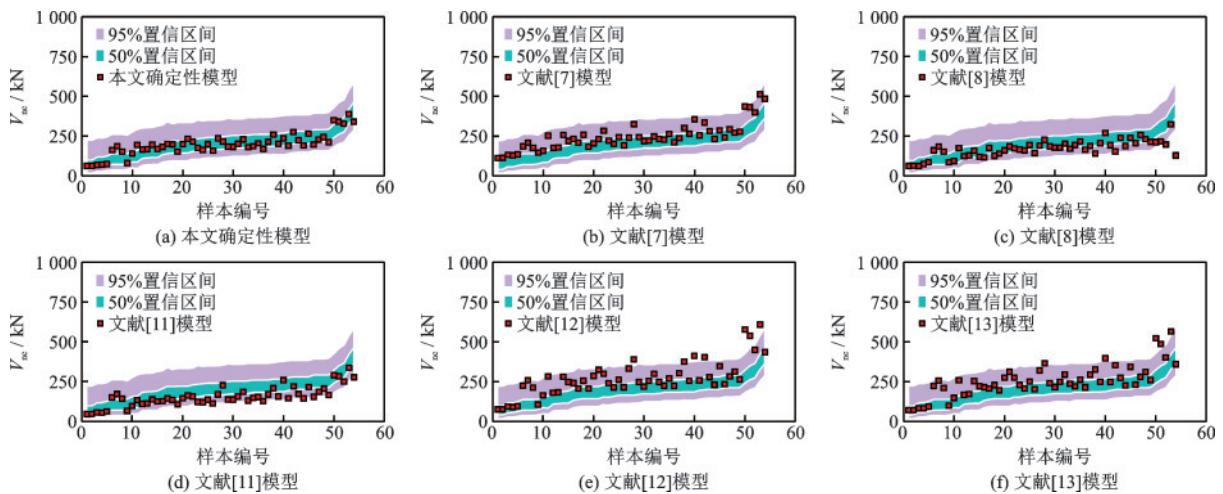 1 000
750
500
250
0
V_nc / kN
95%置信区间
50%置信区间
本文确定性模型
0 10 20 30 40 50 60
样本编号
(a) 本文确定性模型
1 000
750
500
250
0
V_nc / kN
95%置信区间
50%置信区间
文献[7]模型
0 10 20 30 40 50 60
样本编号
(b) 文献[7]模型
1 000
750
500
250
0
V_nc / kN
95%置信区间
50%置信区间
文献[8]模型
0 10 20 30 40 50 60
样本编号
(c) 文献[8]模型
1 000
750
500
250
0
V_nc / kN
95%置信区间
50%置信区间
文献[11]模型
0 10 20 30 40 50 60
样本编号
(d) 文献[11]模型
1 000
750
500
250
0
V_nc / kN
95%置信区间
50%置信区间
文献[12]模型
0 10 20 30 40 50 60
样本编号
(e) 文献[12]模型
1 000
750
500
250
0
V_nc / kN
95%置信区间
50%置信区间
文献[13]模型
0 10 20 30 40 50 60
样本编号
(f) 文献[13]模型